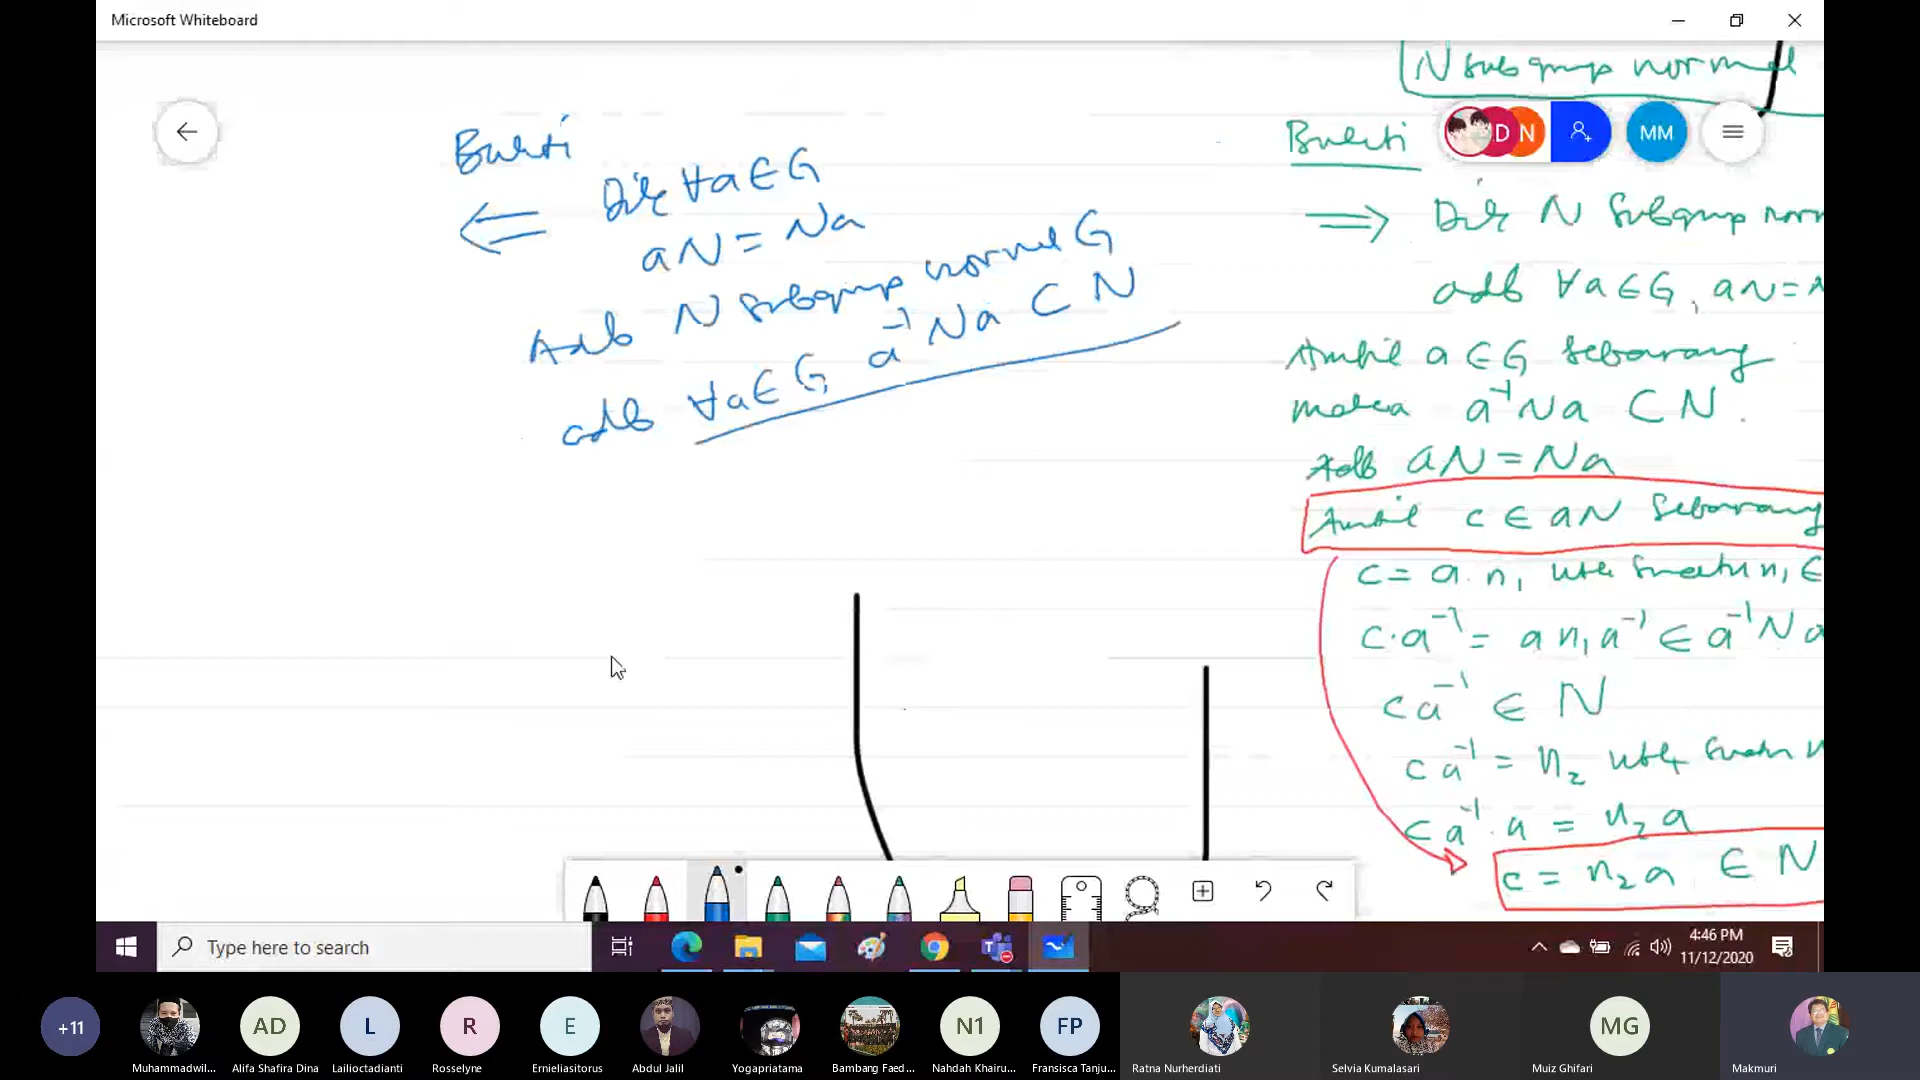 Microsoft Whiteboard
N subgrup normal
Bukti
⇐ Dik ∀a∈G
aN = Na
Adb N subgrup normal G
adb ∀a∈G, a⁻¹Na ⊂ N
Bukti
D N
MM
⇒ Dik N subgrup nor
adb ∀a∈G, aN=
Ambil a∈G sebarang
maka a⁻¹Na ⊂ N.
Adb aN = Na
Ambil c ∈ aN sebarang
c = a·n₁ utk suatu n₁ ∈
c·a⁻¹ = an₁a⁻¹ ∈ a⁻¹Na
ca⁻¹ ∈ N
ca⁻¹ = n₂ utk suatu
ca⁻¹·a = n₂a
c = n₂a ∈ N
Type here to search
4:46 PM
11/12/2020
+11
AD
L
R
E
N1
FP
MG
Muhammadwil...
Alifa Shafira Dina
Lailioctadianti
Rosselyne
Ernieliasitorus
Abdul Jalil
Yogapriatama
Bambang Faed...
Nahdah Khairu...
Fransisca Tanju...
Ratna Nurherdiati
Selvia Kumalasari
Muiz Ghifari
Makmuri